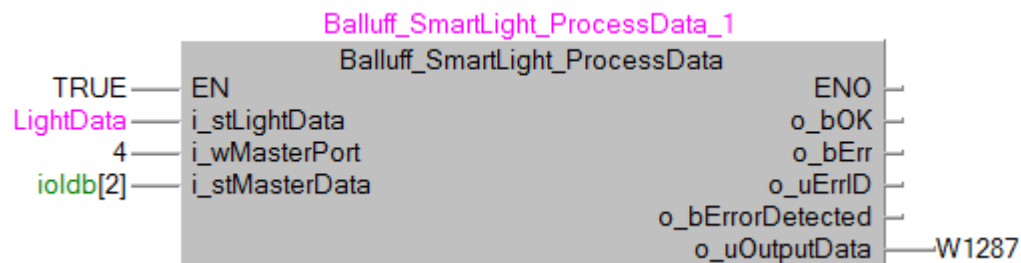 Balluff_SmartLight_ProcessData_1
Balluff_SmartLight_ProcessData
TRUE EN ENO
LightData i_stLightData o_bOK
4 i_wMasterPort o_bErr
ioldb[2] i_stMasterData o_uErrID
o_bErrorDetected
o_uOutputData W1287